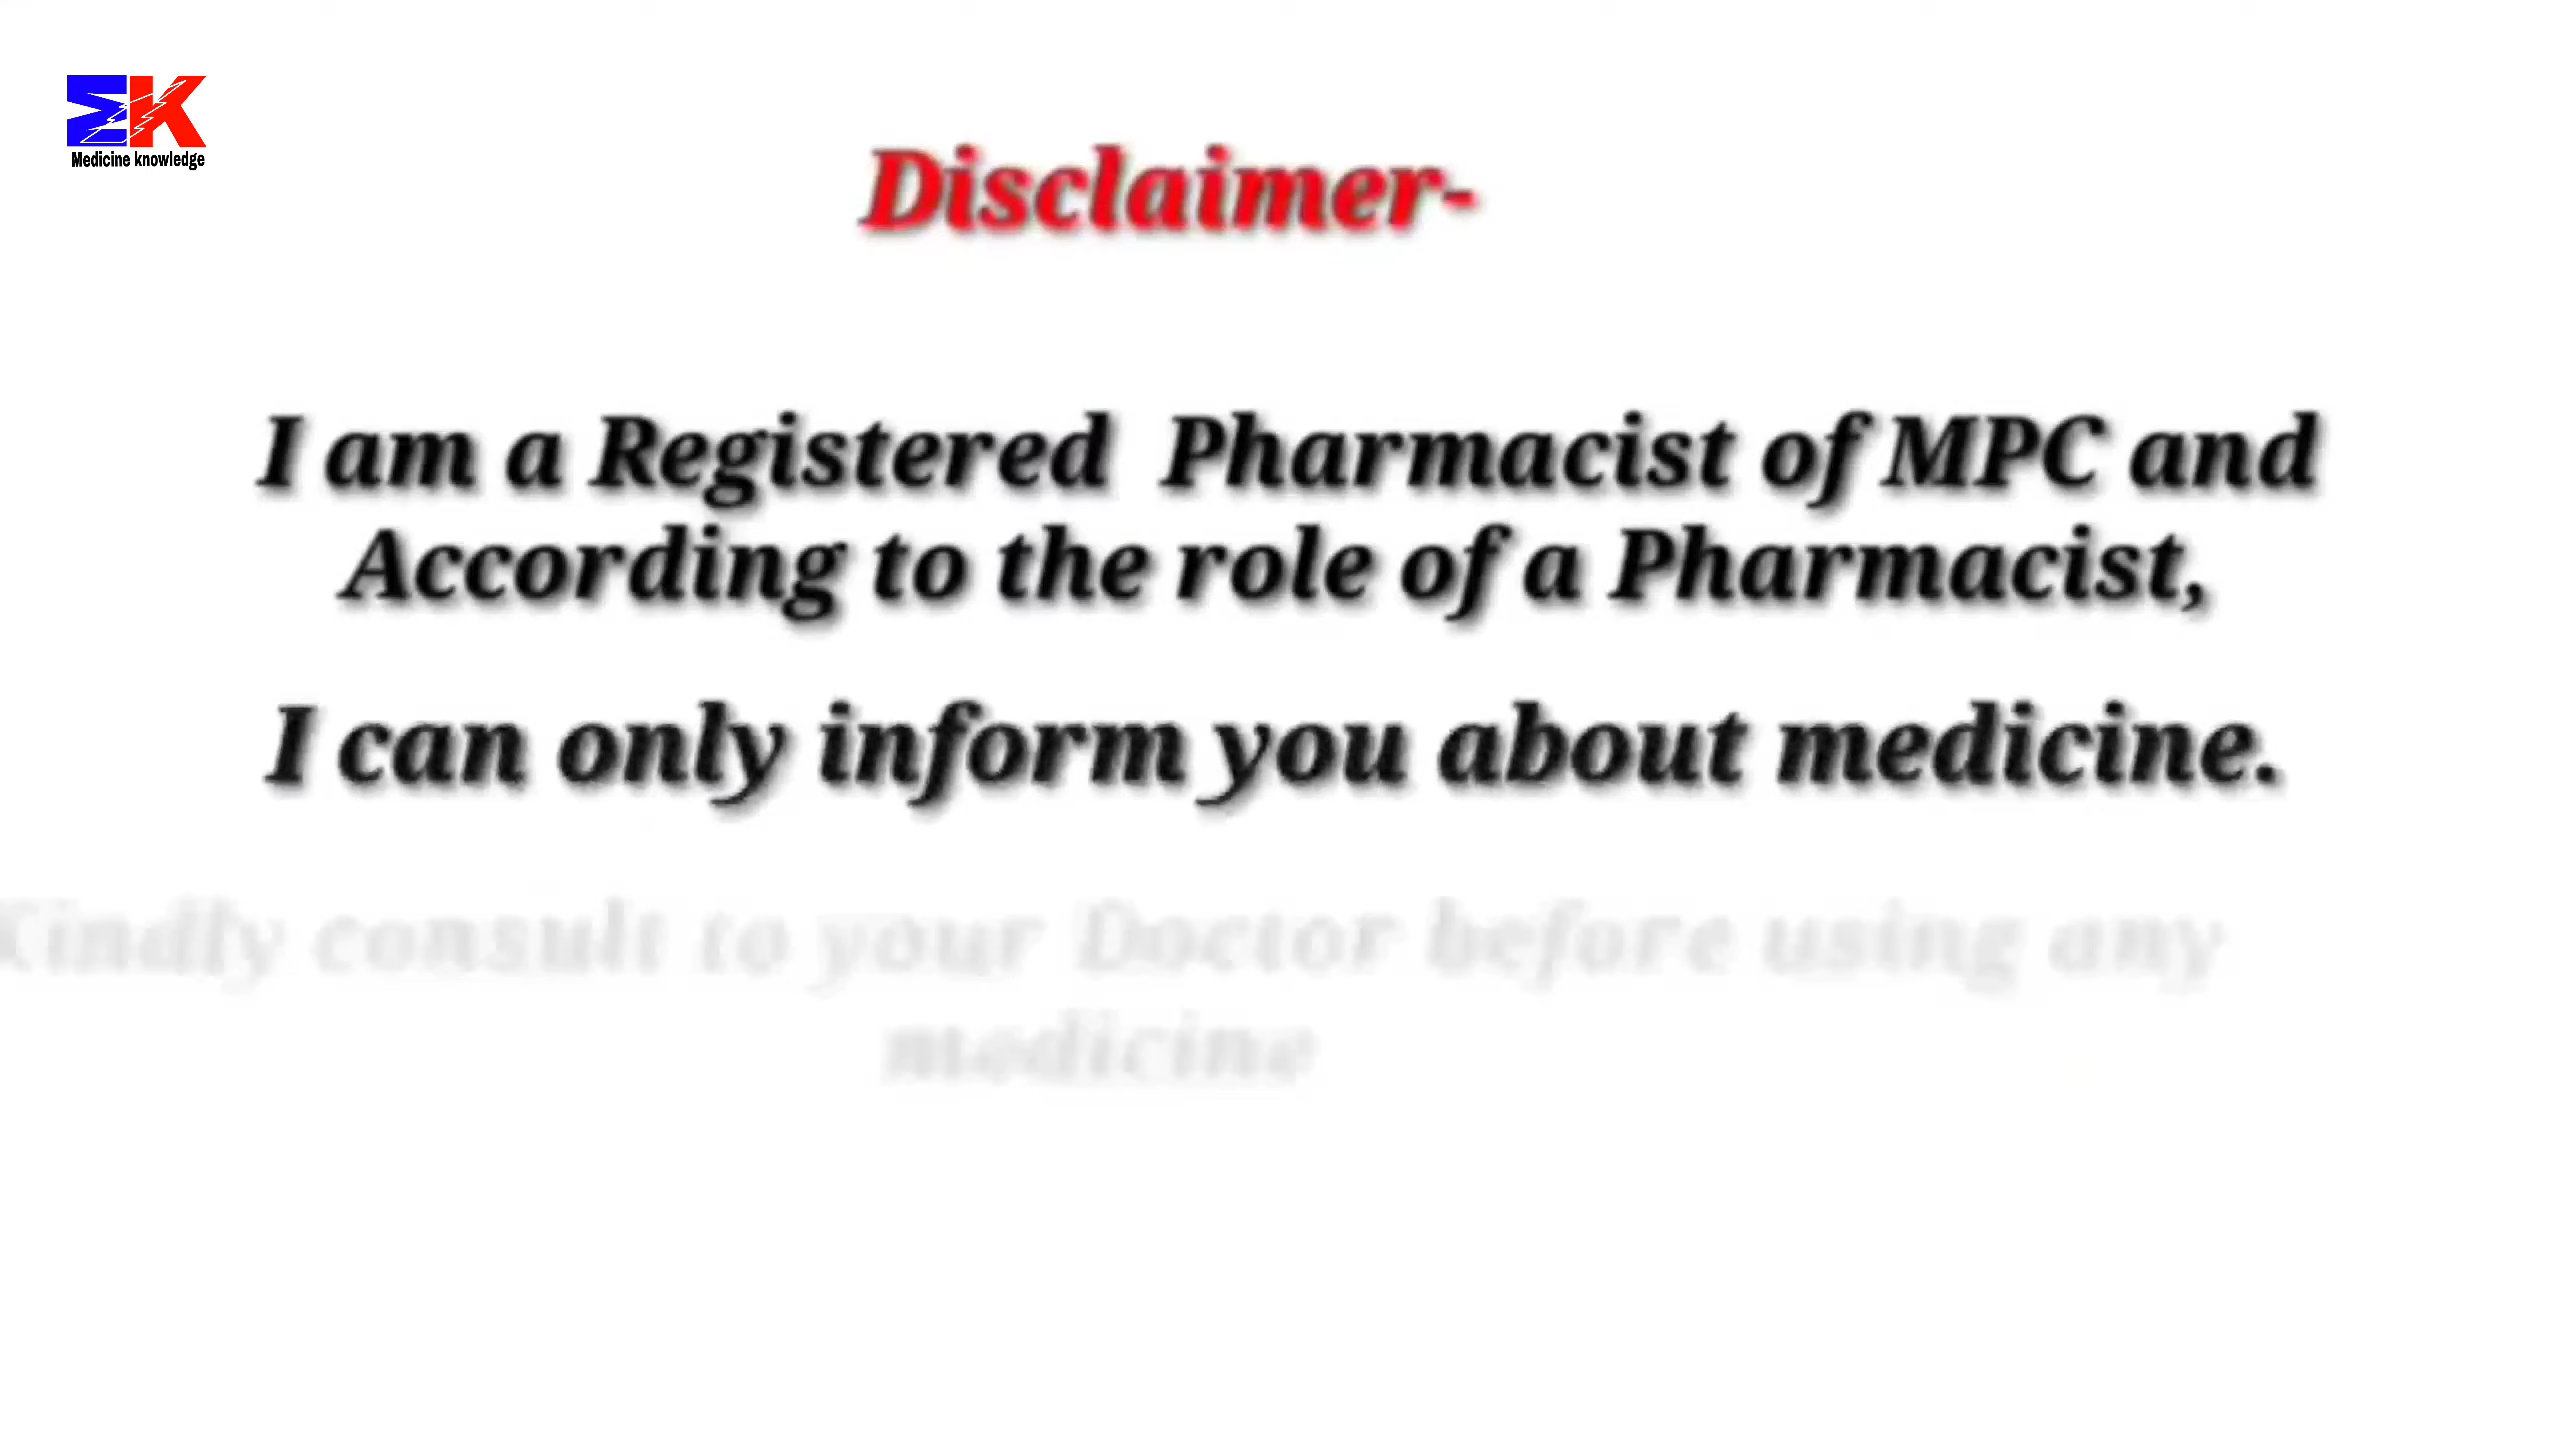 MK
Medicine knowledge
Disclaimer-
I am a Registered Pharmacist of MPC and
According to the role of a Pharmacist,
I can only inform you about medicine.
Kindly consult to your Doctor before using any
medicine